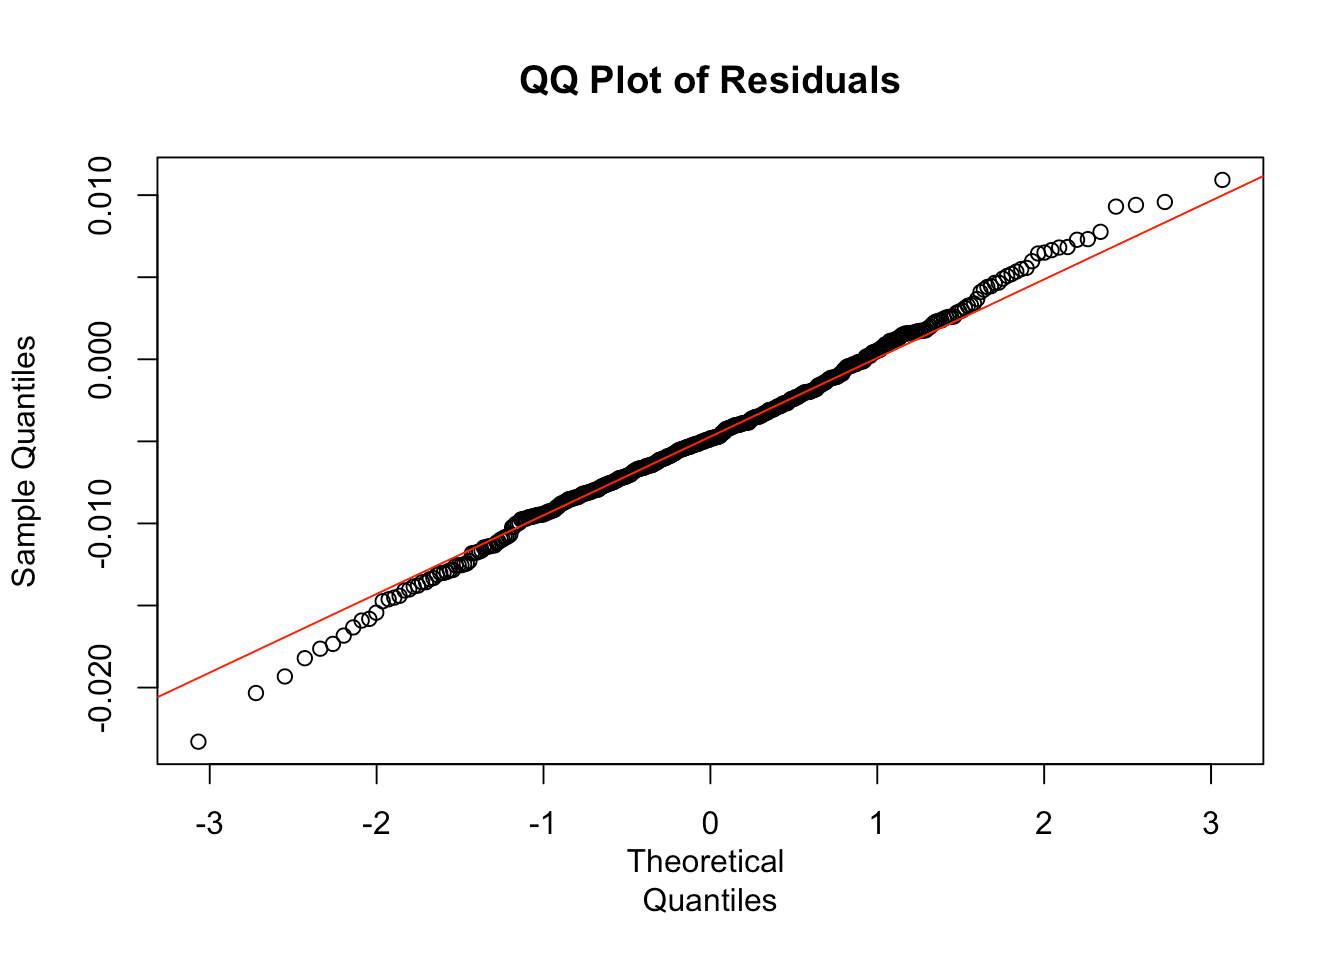 QQ Plot of Residuals
Sample Quantiles
0.010
0.000
-0.010
-0.020
-3 -2 -1 0 1 2 3
Theoretical
Quantiles